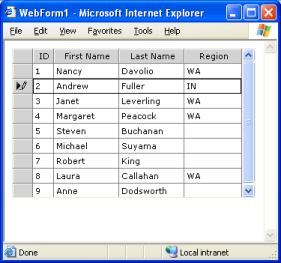 WebForm1 - Microsoft Internet Explorer
File Edit View Favorites Tools Help
ID First Name Last Name Region
1 Nancy Davolio WA
2 Andrew Fuller IN
3 Janet Leverling WA
4 Margaret Peacock WA
5 Steven Buchanan
6 Michael Suyama
7 Robert King
8 Laura Callahan WA
9 Anne Dodsworth
Done Local intranet